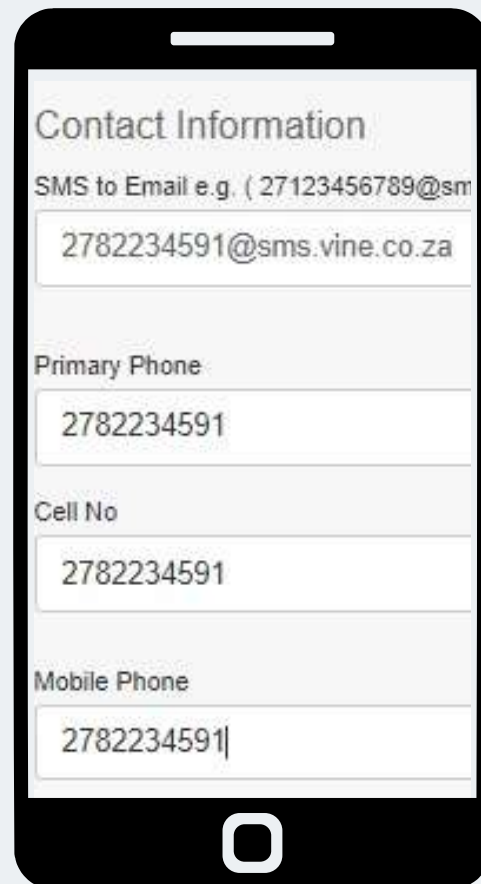 Contact Information
SMS to Email e.g. ( 27123456789@sm
2782234591@sms.vine.co.za
Primary Phone
2782234591
Cell No
2782234591
Mobile Phone
2782234591